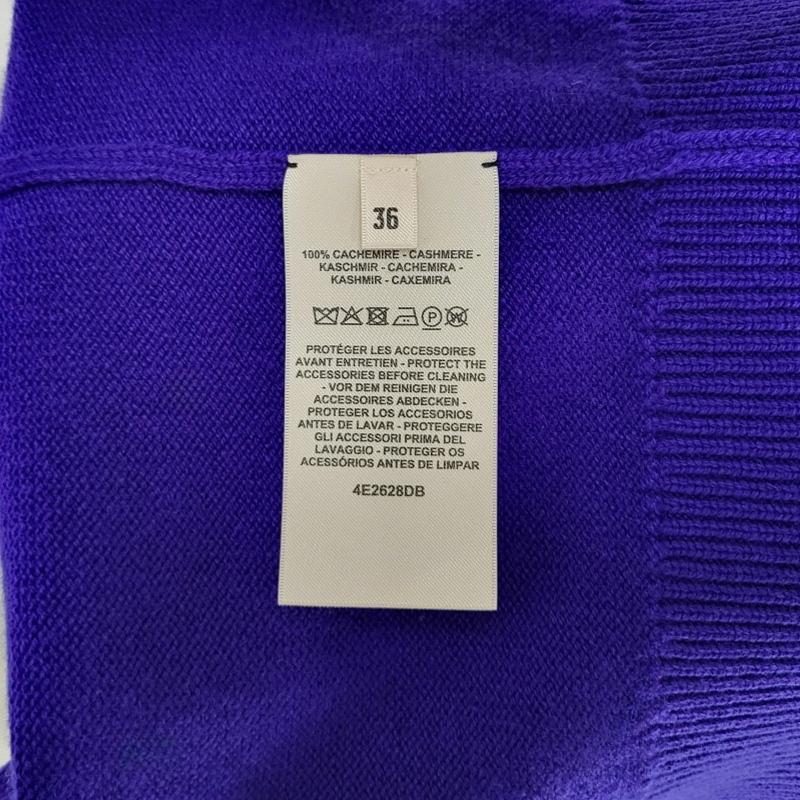 36
100% CACHEMIRE - CASHMERE -
KASCHMIR - CACHEMIRA -
KASHMIR - CAXEMIRA
P
W
PROTÉGER LES ACCESSOIRES
AVANT ENTRETIEN - PROTECT THE
ACCESSORIES BEFORE CLEANING
- VOR DEM REINIGEN DIE
ACCESSOIRES ABDECKEN -
PROTEGER LOS ACCESORIOS
ANTES DE LAVAR - PROTEGGERE
GLI ACCESSORI PRIMA DEL
LAVAGGIO - PROTEGER OS
ACESSÓRIOS ANTES DE LIMPAR
4E2628DB